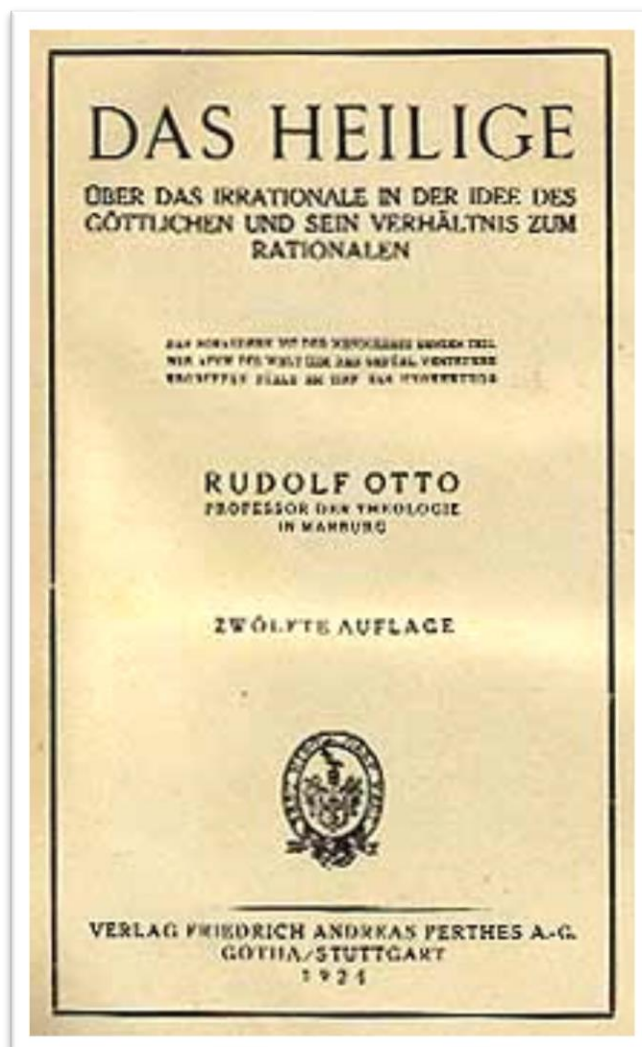 DAS HEILIGE
ÜBER DAS IRRATIONALE IN DER IDEE DES
GÖTTLICHEN UND SEIN VERHÄLTNIS ZUM
RATIONALEN
RUDOLF OTTO
PROFESSOR DER THEOLOGIE
IN MARBURG
ZWÖLFTE AUFLAGE
VERLAG FRIEDRICH ANDREAS PERTHES A.-G.
GOTHA/STUTTGART
1924